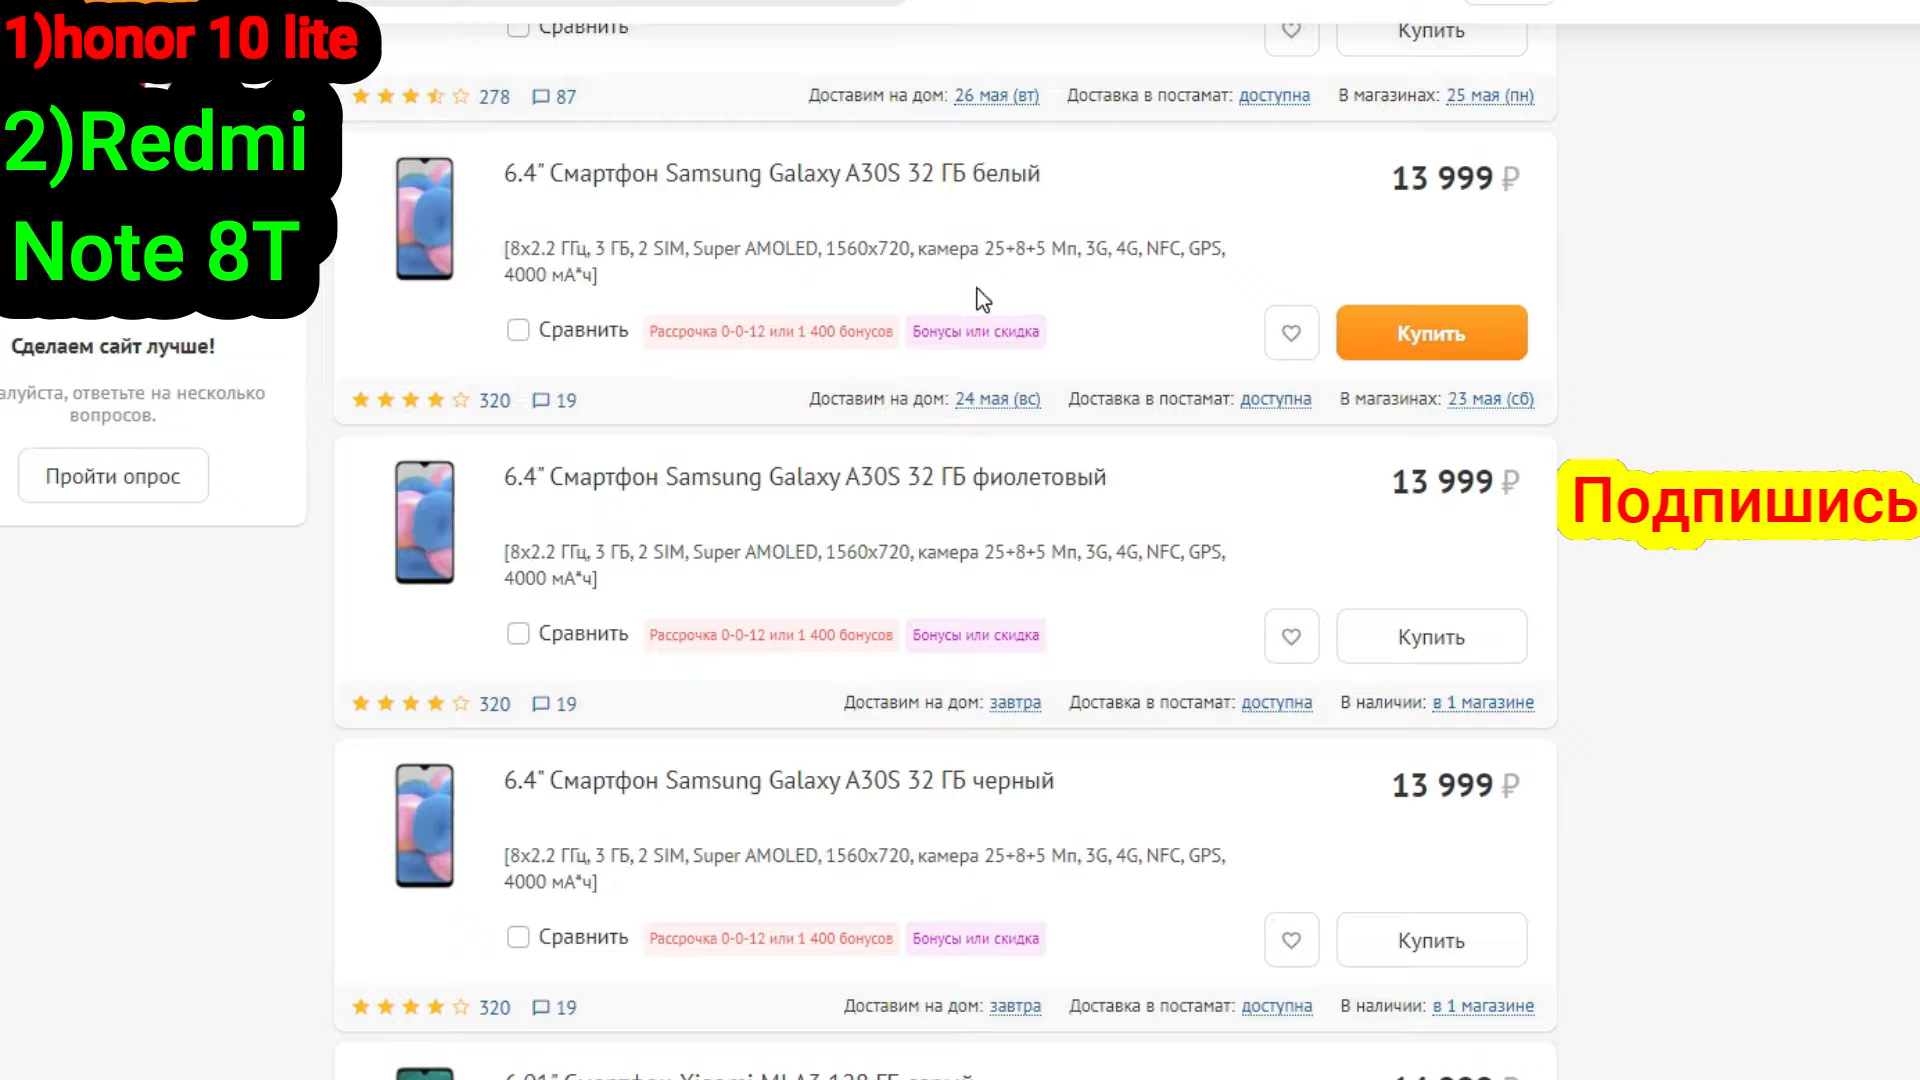 1)honor 10 lite
2)Redmi
Note 8T
Сравнить
Купить
278 87 Доставим на дом: 26 мая (вт) Доставка в постамат: доступна В магазинах: 25 мая (пн)
6.4" Смартфон Samsung Galaxy A30S 32 ГБ белый 13 999 ₽
[8x2.2 ГГц, 3 ГБ, 2 SIM, Super AMOLED, 1560x720, камера 25+8+5 Мп, 3G, 4G, NFC, GPS,
4000 мА*ч]
Сравнить Рассрочка 0-0-12 или 1 400 бонусов Бонусы или скидка Купить
320 19 Доставим на дом: 24 мая (вс) Доставка в постамат: доступна В магазинах: 23 мая (сб)
Сделаем сайт лучше!
алуйста, ответьте на несколько
вопросов.
Пройти опрос
6.4" Смартфон Samsung Galaxy A30S 32 ГБ фиолетовый 13 999 ₽
[8x2.2 ГГц, 3 ГБ, 2 SIM, Super AMOLED, 1560x720, камера 25+8+5 Мп, 3G, 4G, NFC, GPS,
4000 мА*ч]
Сравнить Рассрочка 0-0-12 или 1 400 бонусов Бонусы или скидка Купить
320 19 Доставим на дом: завтра Доставка в постамат: доступна В наличии: в 1 магазине
Подпишись
6.4" Смартфон Samsung Galaxy A30S 32 ГБ черный 13 999 ₽
[8x2.2 ГГц, 3 ГБ, 2 SIM, Super AMOLED, 1560x720, камера 25+8+5 Мп, 3G, 4G, NFC, GPS,
4000 мА*ч]
Сравнить Рассрочка 0-0-12 или 1 400 бонусов Бонусы или скидка Купить
320 19 Доставим на дом: завтра Доставка в постамат: доступна В наличии: в 1 магазине